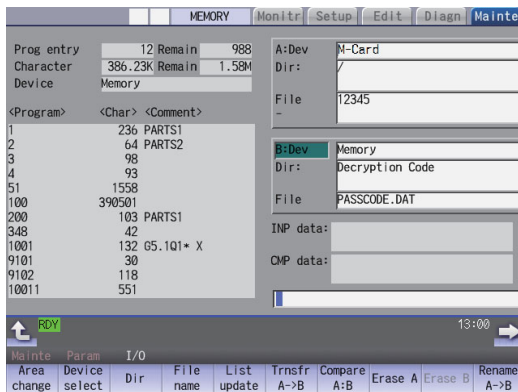 MEMORY Monitr Setup Edit Diagn Mainte
Prog entry 12 Remain 988
Character 386.23K Remain 1.58M
Device Memory
<Program> <Char> <Comment>
1 236 PARTS1
2 64 PARTS2
3 98
4 93
51 1558
100 390501
200 103 PARTS1
348 42
1001 132 G5.1Q1* X
9101 30
9102 118
10011 551
A:Dev M-Card
Dir: /
File 12345
-
B:Dev Memory
Dir: Decryption Code
File PASSCODE.DAT
INP data:
CMP data:
RDY 13:00
Mainte Param I/O
Area change Device select Dir File name List update Trnsfr A->B Compare A:B Erase A Erase B Rename A->B